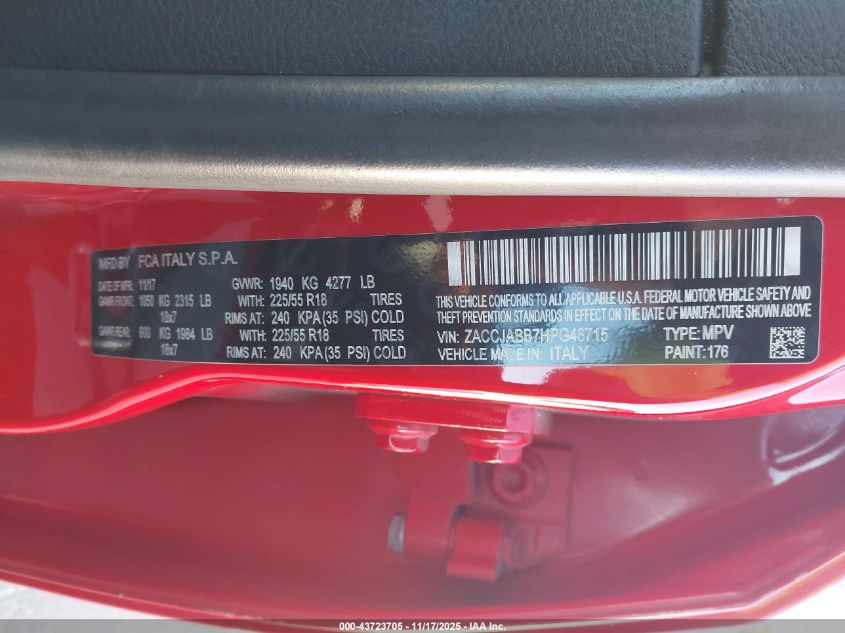 MFD BY FCA ITALY S.P.A.
DATE OF MFR: 11/17 GVWR: 1940 KG 4277 LB
GAWR FRONT: 1050 KG 2315 LB WITH: 225/55 R18 TIRES
18x7 RIMS AT: 240 KPA (35 PSI) COLD
GAWR REAR: 900 KG 1984 LB WITH: 225/55 R18 TIRES
18x7 RIMS AT: 240 KPA (35 PSI) COLD
THIS VEHICLE CONFORMS TO ALL APPLICABLE U.S.A. FEDERAL MOTOR VEHICLE SAFETY AND
THEFT PREVENTION STANDARDS IN EFFECT ON THE DATE OF MANUFACTURE SHOWN ABOVE
VIN: ZACCJABB7HPG48715 TYPE: MPV
VEHICLE MADE IN: ITALY PAINT: 176
000-43723705 - 11/17/2025 - IAA Inc.